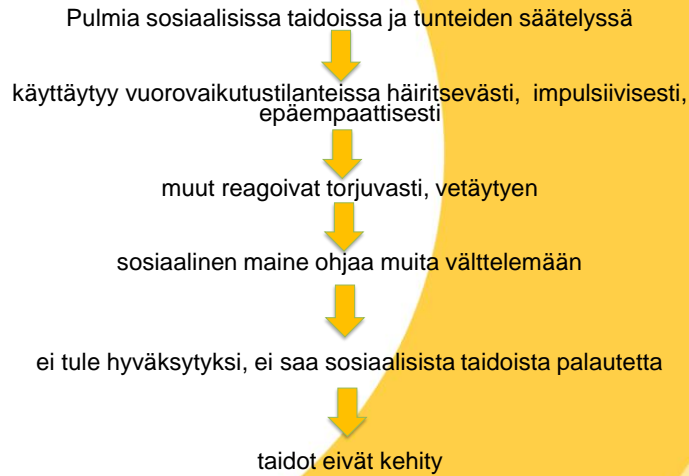 Pulmia sosiaalisissa taidoissa ja tunteiden säätelyssä
käyttäytyy vuorovaikutustilanteissa häiritsevästi, impulsiivisesti,
epäempaattisesti
muut reagoivat torjuvasti, vetäytyen
sosiaalinen maine ohjaa muita välttelemään
ei tule hyväksytyksi, ei saa sosiaalisista taidoista palautetta
taidot eivät kehity